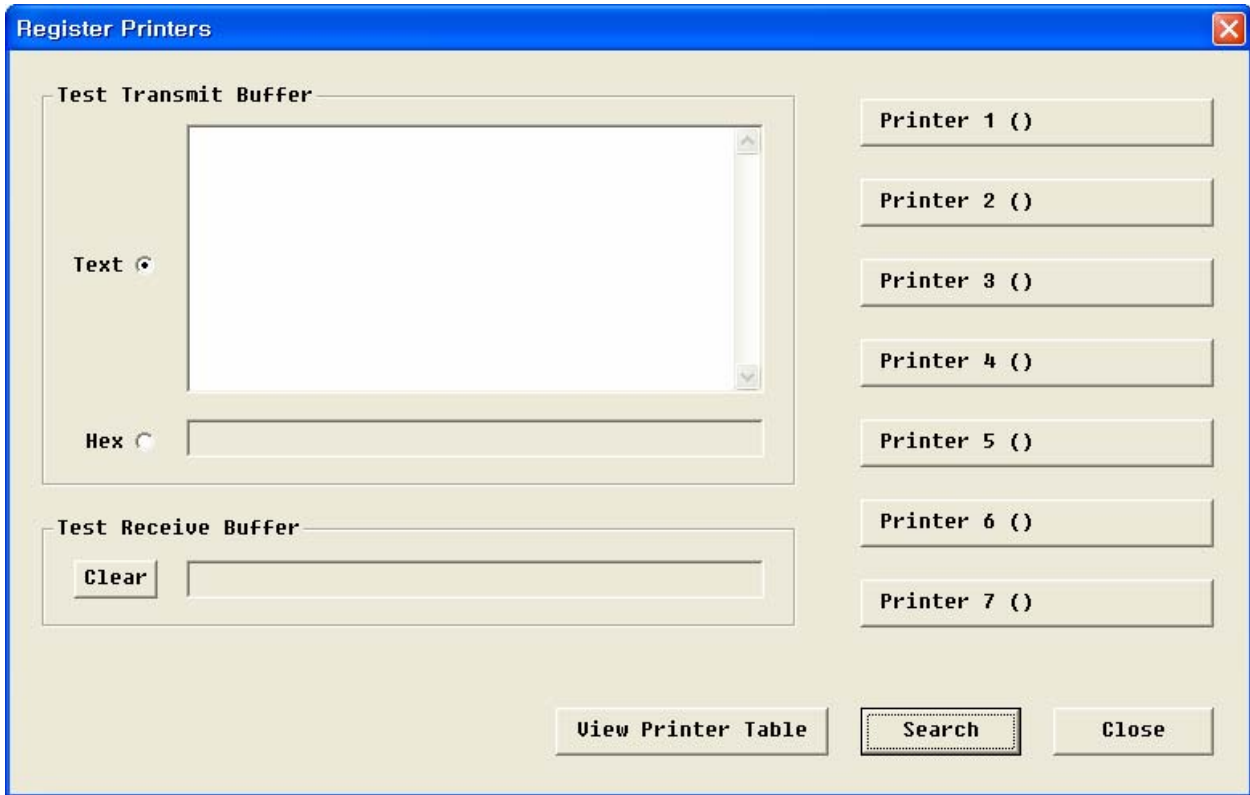 Register Printers
Test Transmit Buffer
Text
Hex
Test Receive Buffer
Clear
Printer 1 ()
Printer 2 ()
Printer 3 ()
Printer 4 ()
Printer 5 ()
Printer 6 ()
Printer 7 ()
View Printer Table
Search
Close